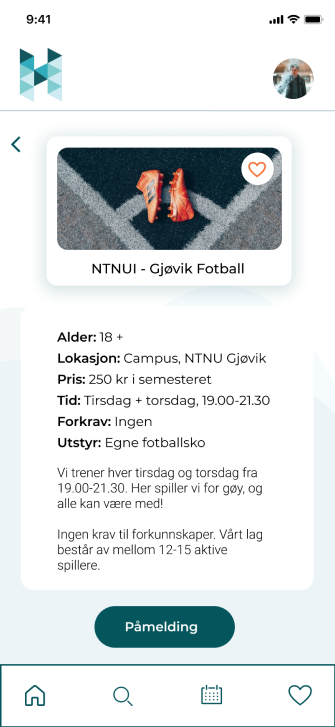 9:41
NTNUI - Gjøvik Fotball
Alder: 18 +
Lokasjon: Campus, NTNU Gjøvik
Pris: 250 kr i semesteret
Tid: Tirsdag + torsdag, 19.00-21.30
Forkrav: Ingen
Utstyr: Egne fotballsko
Vi trener hver tirsdag og torsdag fra
19.00-21.30. Her spiller vi for gøy, og
alle kan være med!
Ingen krav til forkunnskaper. Vårt lag
består av mellom 12-15 aktive
spillere.
Påmelding